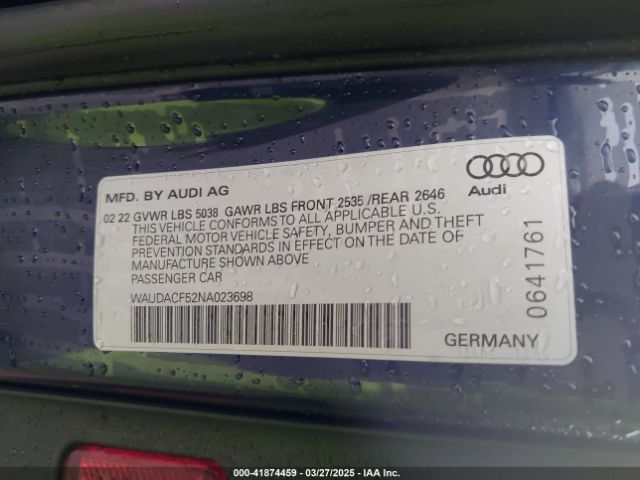 MFD. BY AUDI AG
Audi
02 22 GVWR LBS 5038 GAWR LBS FRONT 2535 /REAR 2646
THIS VEHICLE CONFORMS TO ALL APPLICABLE U.S.
FEDERAL MOTOR VEHICLE SAFETY, BUMPER AND THEFT
PREVENTION STANDARDS IN EFFECT ON THE DATE OF
MANUFACTURE SHOWN ABOVE
PASSENGER CAR
WAUDACF52NA023698
0641761
GERMANY
000-41874459 — 03/27/2025 — IAA Inc.